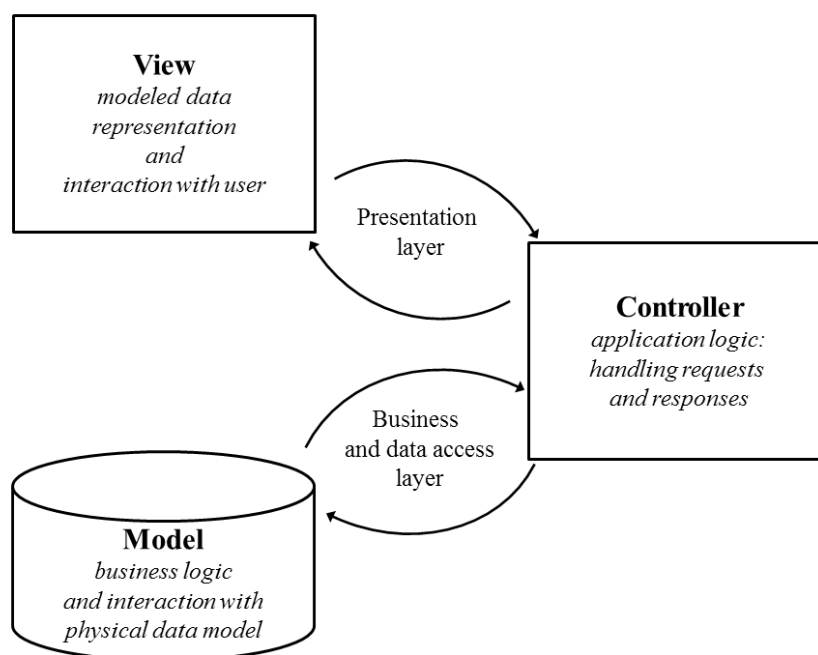 View
modeled data
representation
and
interaction with user
Presentation
layer
Controller
application logic:
handling requests
and responses
Business
and data access
layer
Model
business logic
and interaction with
physical data model